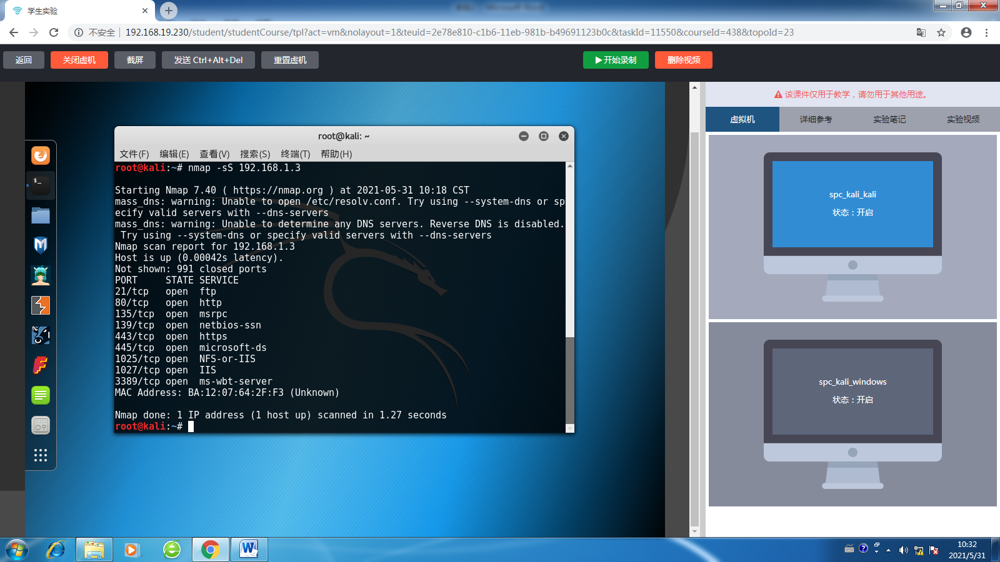 学生实验
不安全 192.168.19.230/student/studentCourse/tpl?act=vm&nolayout=1&teuid=2e78e810-c1b6-11eb-981b-b49691123b0c&taskId=11550&courseId=438&topoId=23
返回 关闭虚机 截屏 发送 Ctrl+Alt+Del 重置虚机 开始录制 删除视频
该课件仅用于教学，请勿用于其他用途。
虚拟机 详细参考 实验笔记 实验视频
root@kali: ~
文件(F) 编辑(E) 查看(V) 搜索(S) 终端(T) 帮助(H)
root@kali:~# nmap -sS 192.168.1.3
Starting Nmap 7.40 ( https://nmap.org ) at 2021-05-31 10:18 CST
mass_dns: warning: Unable to open /etc/resolv.conf. Try using --system-dns or sp
ecify valid servers with --dns-servers
mass_dns: warning: Unable to determine any DNS servers. Reverse DNS is disabled.
 Try using --system-dns or specify valid servers with --dns-servers
Nmap scan report for 192.168.1.3
Host is up (0.00042s latency).
Not shown: 991 closed ports
PORT     STATE SERVICE
21/tcp   open  ftp
80/tcp   open  http
135/tcp  open  msrpc
139/tcp  open  netbios-ssn
443/tcp  open  https
445/tcp  open  microsoft-ds
1025/tcp open  NFS-or-IIS
1027/tcp open  IIS
3389/tcp open  ms-wbt-server
MAC Address: BA:12:07:64:2F:F3 (Unknown)
Nmap done: 1 IP address (1 host up) scanned in 1.27 seconds
root@kali:~#
spc_kali_kali
状态：开启
spc_kali_windows
状态：开启
10:32
2021/5/31